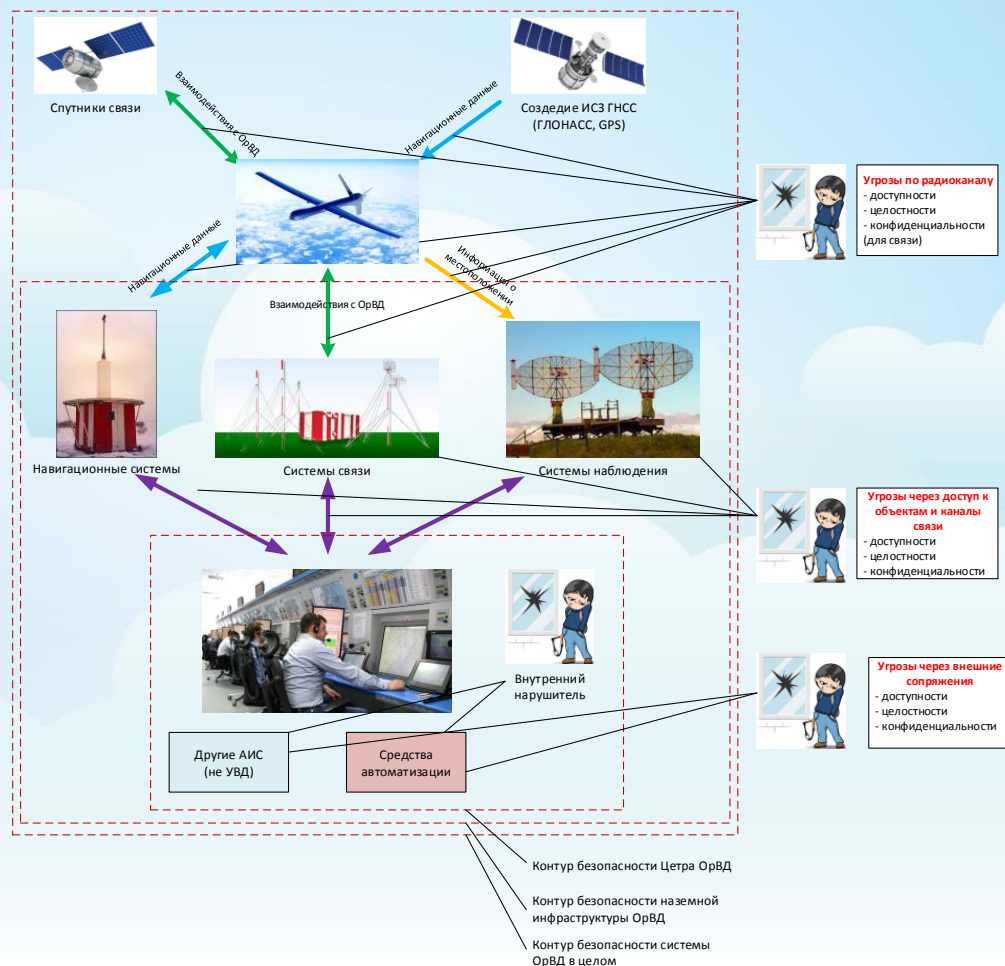 Спутники связи
Создедие ИСЗ ГНСС
(ГЛОНАСС, GPS)
Взаимодействия с ОрВД
Навигационные данные
Угрозы по радиоканалу
- доступности
- целостности
- конфиденциальности
(для связи)
Навигационные данные
Взаимодействия с ОрВД
Информация о
местоположении
Навигационные системы
Системы связи
Системы наблюдения
Угрозы через доступ к
объектам и каналы
связи
- доступности
- целостности
- конфиденциальности
Внутренний
нарушитель
Угрозы через внешние
сопряжения
- доступности
- целостности
- конфиденциальности
Другие АИС
(не УВД)
Средства
автоматизации
Контур безопасности Цетра ОрВД
Контур безопасности наземной
инфраструктуры ОрВД
Контур безопасности системы
ОрВД в целом